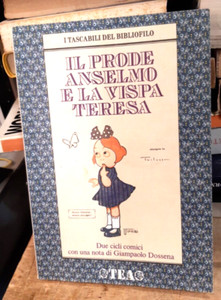 I TASCABILI DEL BIBLIOFILO
IL PRODE
ANSELMO
E LA VISPA
TERESA
Due cicli comici
con una nota di Giampaolo Dossena
TEA